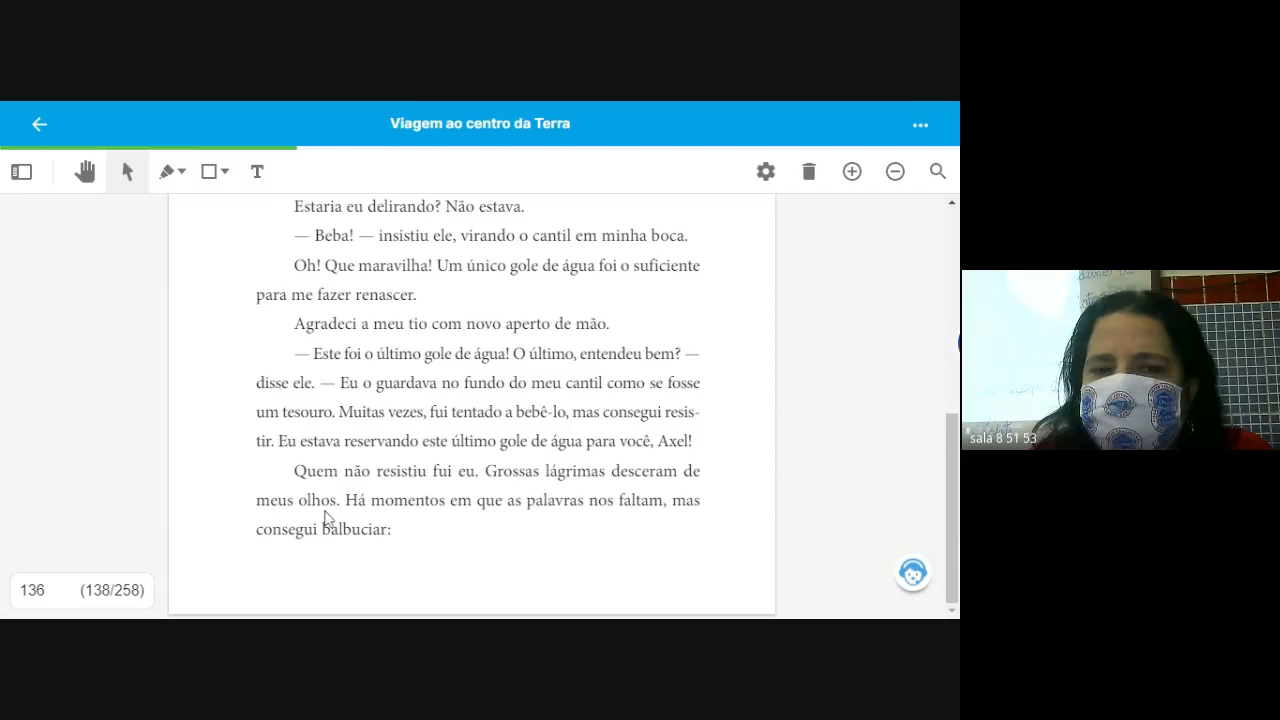 Viagem ao centro da Terra
T
Estaria eu delirando? Não estava.
— Beba! — insistiu ele, virando o cantil em minha boca.
Oh! Que maravilha! Um único gole de água foi o suficiente
para me fazer renascer.
Agradeci a meu tio com novo aperto de mão.
— Este foi o último gole de água! O último, entendeu bem? —
disse ele. — Eu o guardava no fundo do meu cantil como se fosse
um tesouro. Muitas vezes, fui tentado a bebê-lo, mas consegui resis-
tir. Eu estava reservando este último gole de água para você, Axel!
Quem não resistiu fui eu. Grossas lágrimas desceram de
meus olhos. Há momentos em que as palavras nos faltam, mas
consegui balbuciar:
136 (138/258)
sala 8 51 53